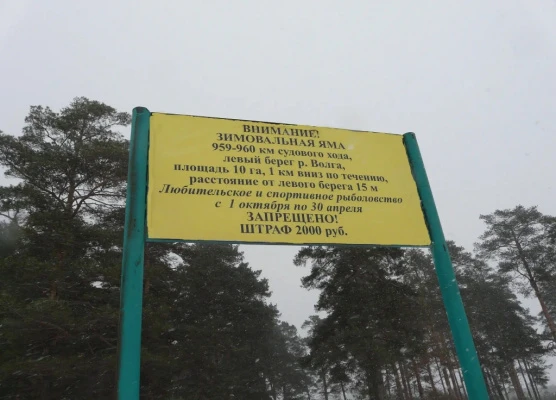 ВНИМАНИЕ!
ЗИМОВАЛЬНАЯ ЯМА
959-960 км судового хода,
левый берег р. Волга,
площадь 10 га, 1 км вниз по течению,
расстояние от левого берега 15 м
Любительское и спортивное рыболовство
с 1 октября по 30 апреля
ЗАПРЕЩЕНО!
ШТРАФ 2000 руб.